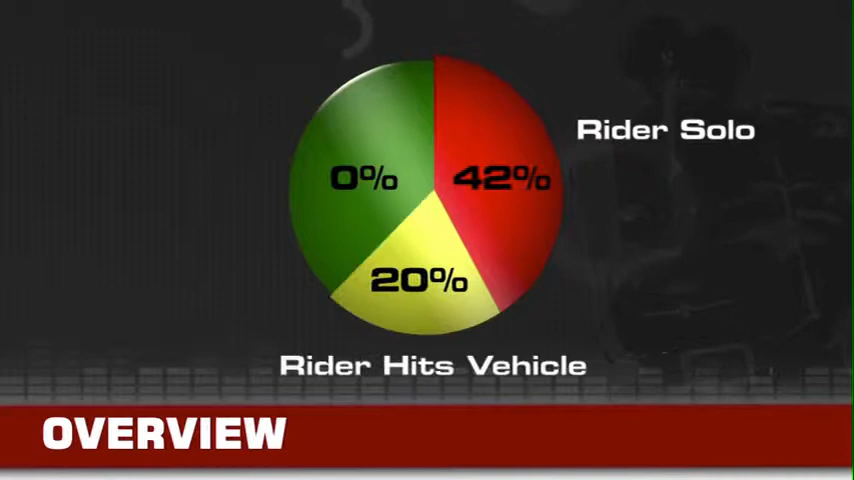 Rider Solo
0%
42%
20%
Rider Hits Vehicle
OVERVIEW